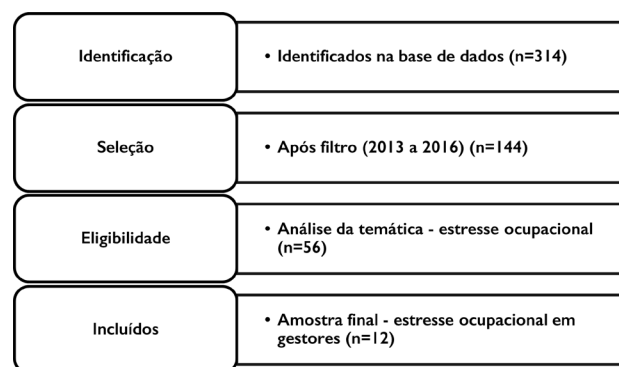 Identificação
• Identificados na base de dados (n=314)
Seleção
• Após filtro (2013 a 2016) (n=144)
Eligibilidade
• Análise da temática - estresse ocupacional
(n=56)
Incluídos
• Amostra final - estresse ocupacional em
gestores (n=12)